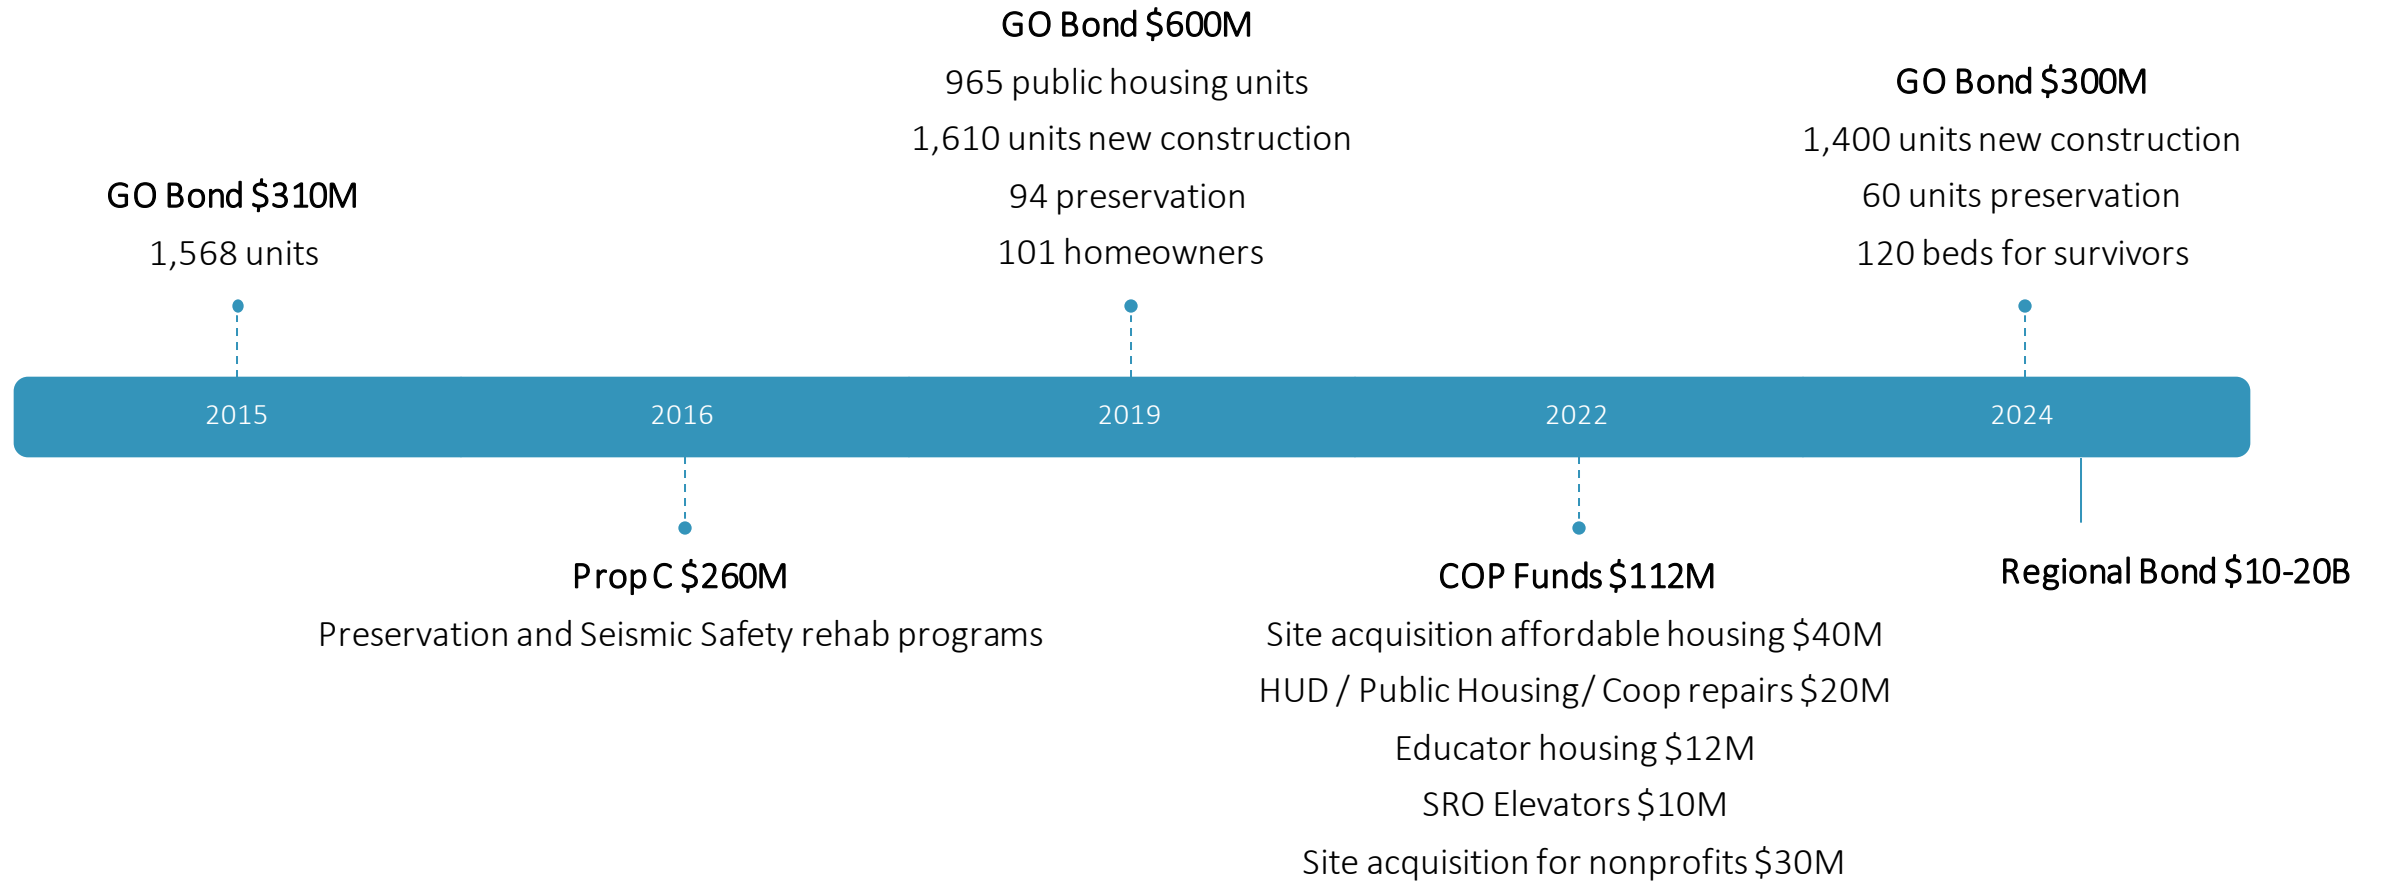 GO Bond $310M
1,568 units
GO Bond $600M
965 public housing units
1,610 units new construction
94 preservation
101 homeowners
GO Bond $300M
1,400 units new construction
60 units preservation
120 beds for survivors
2015
2016
2019
2022
2024
Prop C $260M
Preservation and Seismic Safety rehab programs
COP Funds $112M
Site acquisition affordable housing $40M
HUD / Public Housing/ Coop repairs $20M
Educator housing $12M
SRO Elevators $10M
Site acquisition for nonprofits $30M
Regional Bond $10-20B